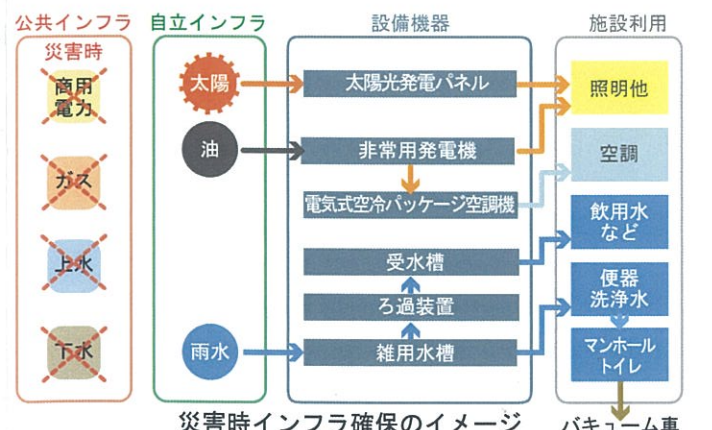 公共インフラ
自立インフラ
設備機器
施設利用
災害時
商用
電力
ガス
上水
下水
太陽
油
雨水
太陽光発電パネル
非常用発電機
電気式空冷パッケージ空調機
受水槽
ろ過装置
雑用水槽
照明他
空調
飲用水
など
便器
洗浄水
マンホール
トイレ
災害時インフラ確保のイメージ
バキューム車